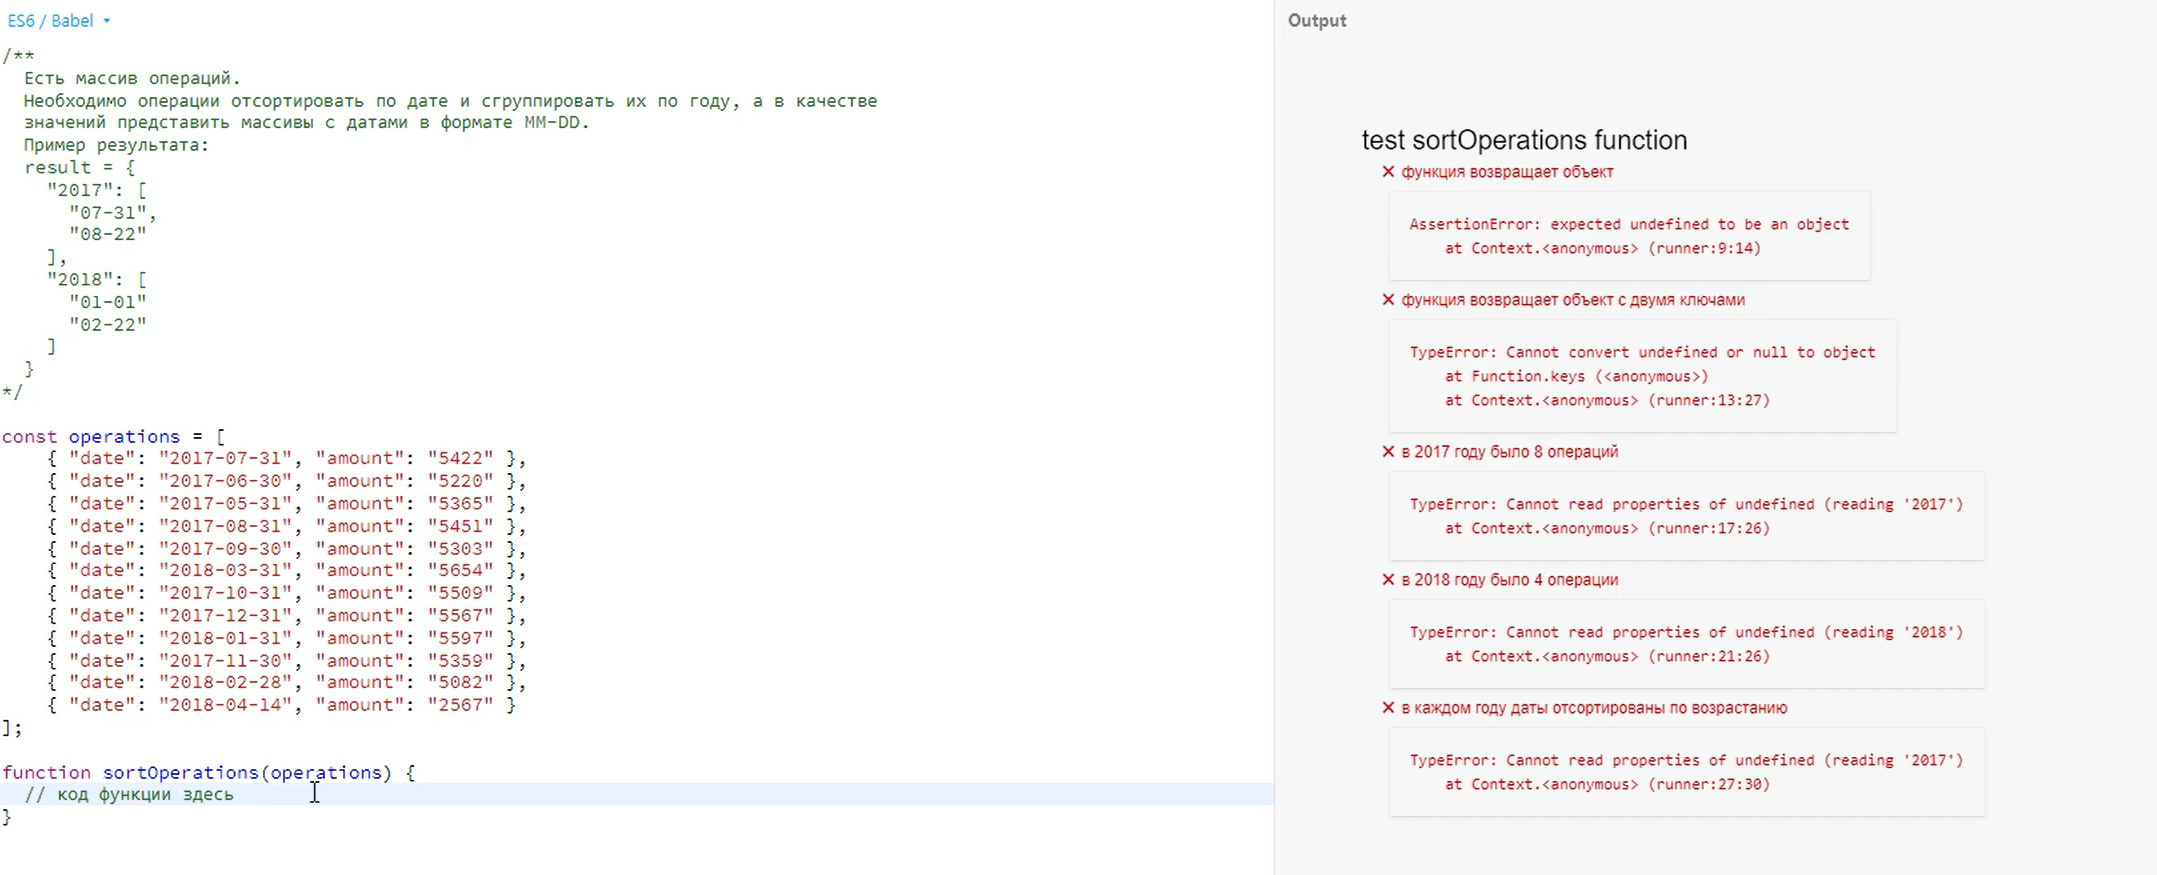 ES6 / Babel
/**
  Есть массив операций.
  Необходимо операции отсортировать по дате и сгруппировать их по году, а в качестве
  значений представить массивы с датами в формате MM-DD.
  Пример результата:
  result = {
    "2017": [
      "07-31",
      "08-22"
    ],
    "2018": [
      "01-01"
      "02-22"
    ]
  }
*/
const operations = [
    { "date": "2017-07-31", "amount": "5422" },
    { "date": "2017-06-30", "amount": "5220" },
    { "date": "2017-05-31", "amount": "5365" },
    { "date": "2017-08-31", "amount": "5451" },
    { "date": "2017-09-30", "amount": "5303" },
    { "date": "2018-03-31", "amount": "5654" },
    { "date": "2017-10-31", "amount": "5509" },
    { "date": "2017-12-31", "amount": "5567" },
    { "date": "2018-01-31", "amount": "5597" },
    { "date": "2017-11-30", "amount": "5359" },
    { "date": "2018-02-28", "amount": "5082" },
    { "date": "2018-04-14", "amount": "2567" }
];
function sortOperations(operations) {
  // код функции здесь
}
Output
test sortOperations function
✕ функция возвращает объект
AssertionError: expected undefined to be an object
    at Context.<anonymous> (runner:9:14)
✕ функция возвращает объект с двумя ключами
TypeError: Cannot convert undefined or null to object
    at Function.keys (<anonymous>)
    at Context.<anonymous> (runner:13:27)
✕ в 2017 году было 8 операций
TypeError: Cannot read properties of undefined (reading '2017')
    at Context.<anonymous> (runner:17:26)
✕ в 2018 году было 4 операции
TypeError: Cannot read properties of undefined (reading '2018')
    at Context.<anonymous> (runner:21:26)
✕ в каждом году даты отсортированы по возрастанию
TypeError: Cannot read properties of undefined (reading '2017')
    at Context.<anonymous> (runner:27:30)